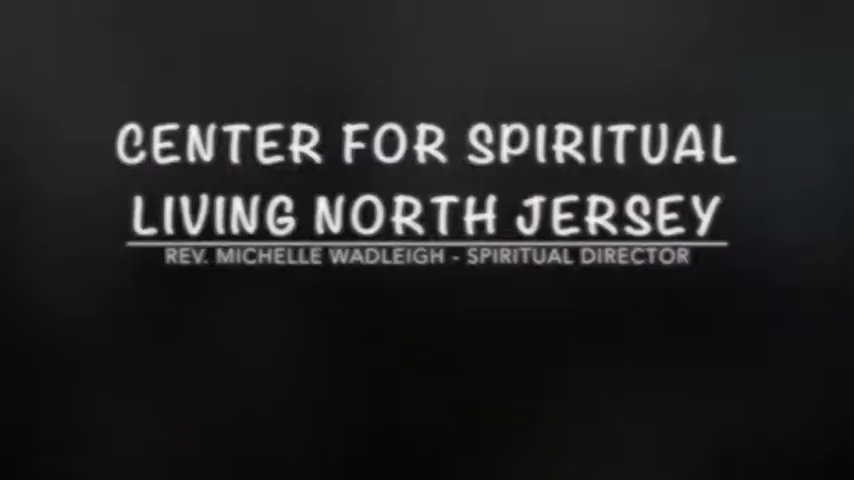 CENTER FOR SPIRITUAL
LIVING NORTH JERSEY
REV. MICHELLE WADLEIGH - SPIRITUAL DIRECTOR